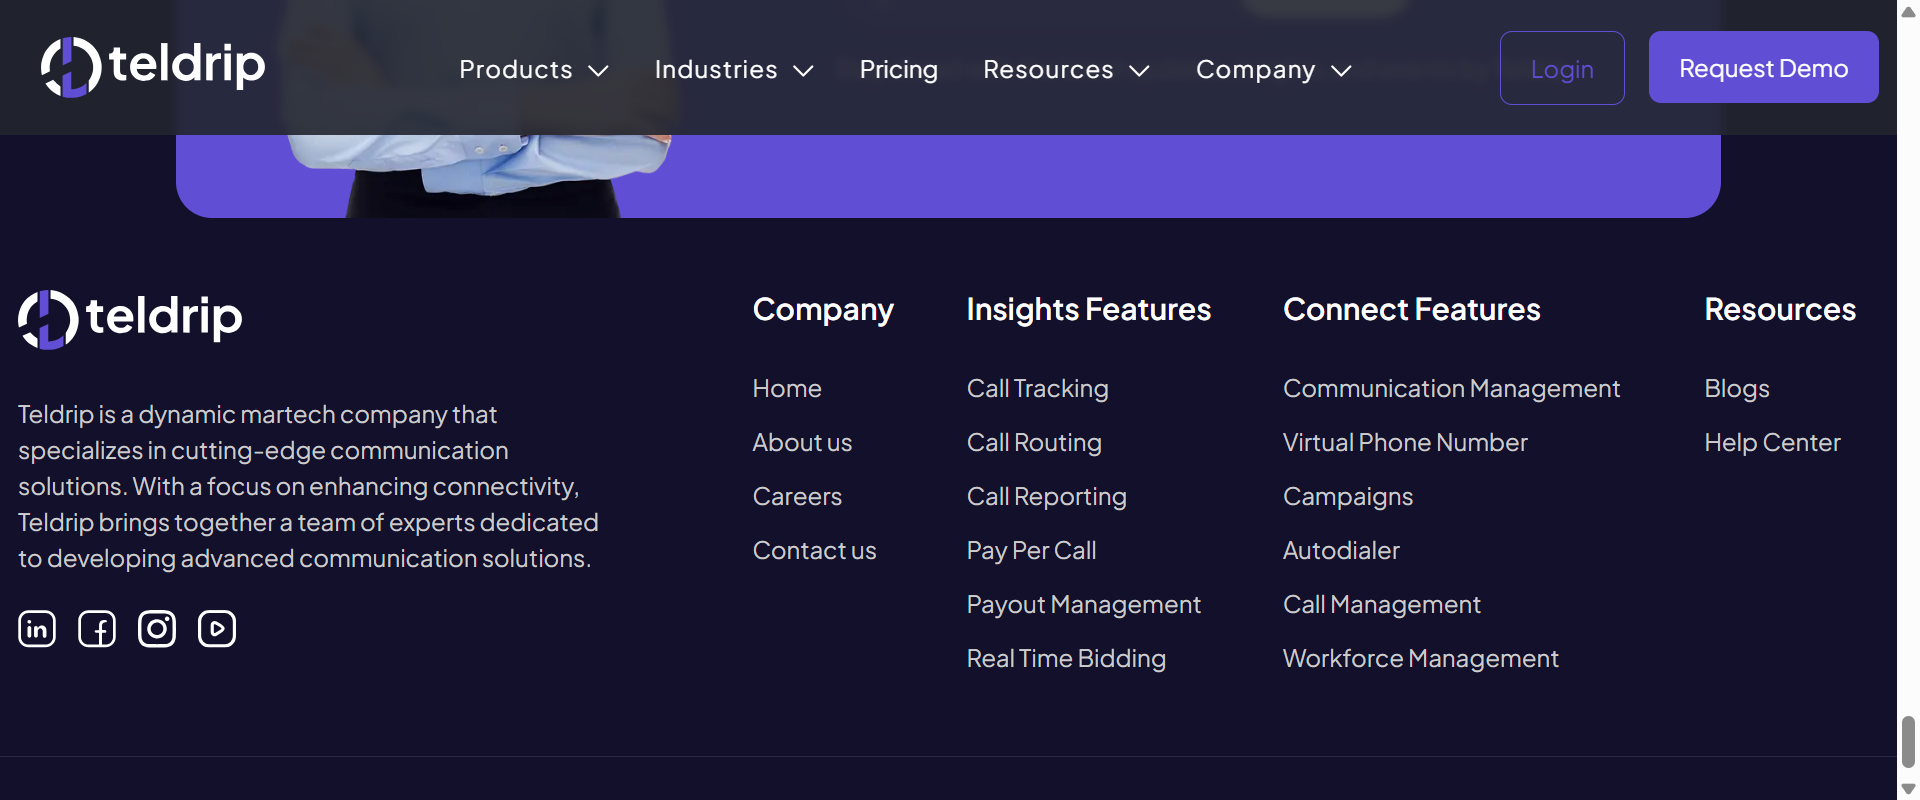 teldrip
Products
Industries
Pricing
Resources
Company
Login
Request Demo
teldrip
Teldrip is a dynamic martech company that
specializes in cutting-edge communication
solutions. With a focus on enhancing connectivity,
Teldrip brings together a team of experts dedicated
to developing advanced communication solutions.
in
Company
Home
About us
Careers
Contact us
Insights Features
Call Tracking
Call Routing
Call Reporting
Pay Per Call
Payout Management
Real Time Bidding
Connect Features
Communication Management
Virtual Phone Number
Campaigns
Autodialer
Call Management
Workforce Management
Resources
Blogs
Help Center